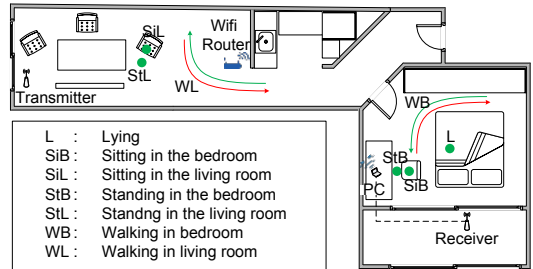 SiL
Wifi
Router
StL
WL
Transmitter
WB
L
StB
SiB
PC
Receiver
L : Lying
SiB : Sitting in the bedroom
SiL : Sitting in the living room
StB : Standing in the bedroom
StL : Standng in the living room
WB : Walking in bedroom
WL : Walking in living room